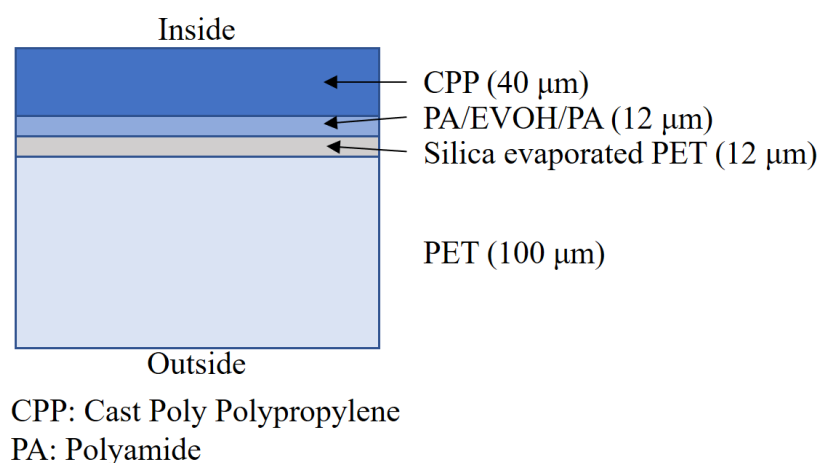 Inside
CPP (40 μm)
PA/EVOH/PA (12 μm)
Silica evaporated PET (12 μm)
PET (100 μm)
Outside
CPP: Cast Poly Polypropylene
PA: Polyamide